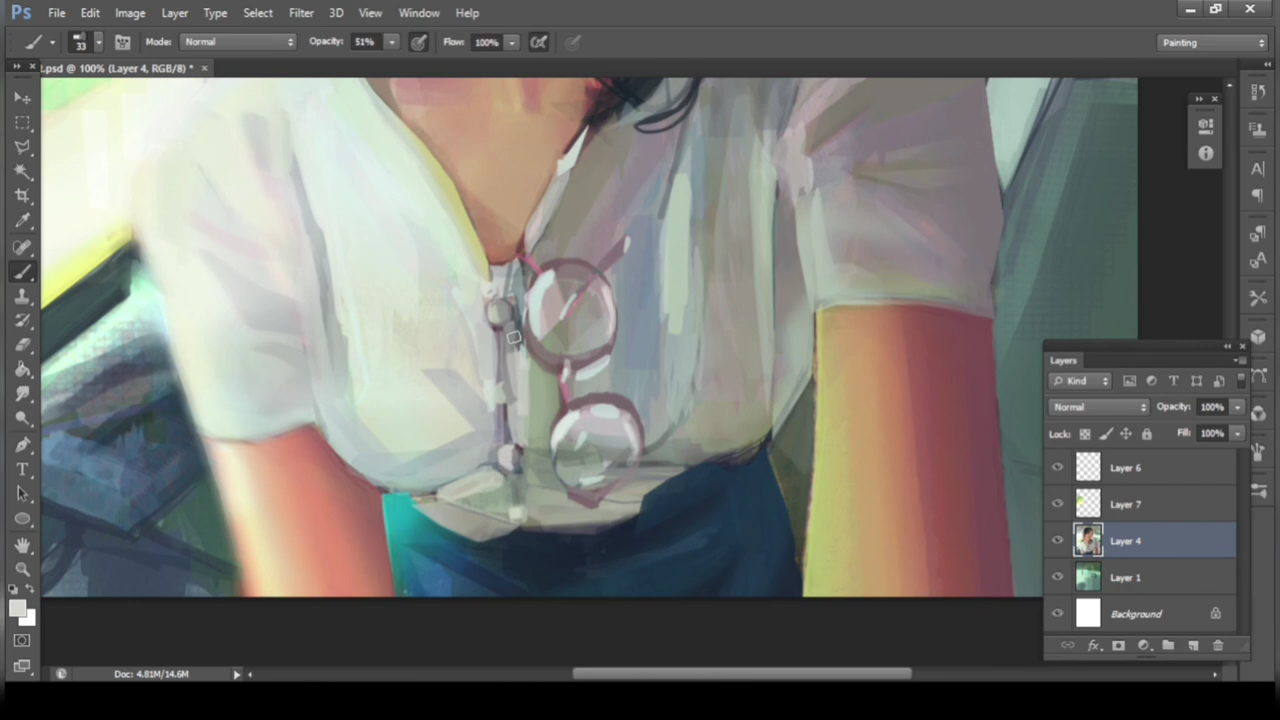 Ps File Edit Image Layer Type Select Filter 3D View Window Help
33 Mode: Normal Opacity: 51% Flow: 100% Painting
.psd @ 100% (Layer 4, RGB/8) * ×
Layers
Kind
Normal Opacity: 100%
Lock: Fill: 100%
Layer 6
Layer 7
Layer 4
Layer 1
Background
Doc: 4.81M/14.6M